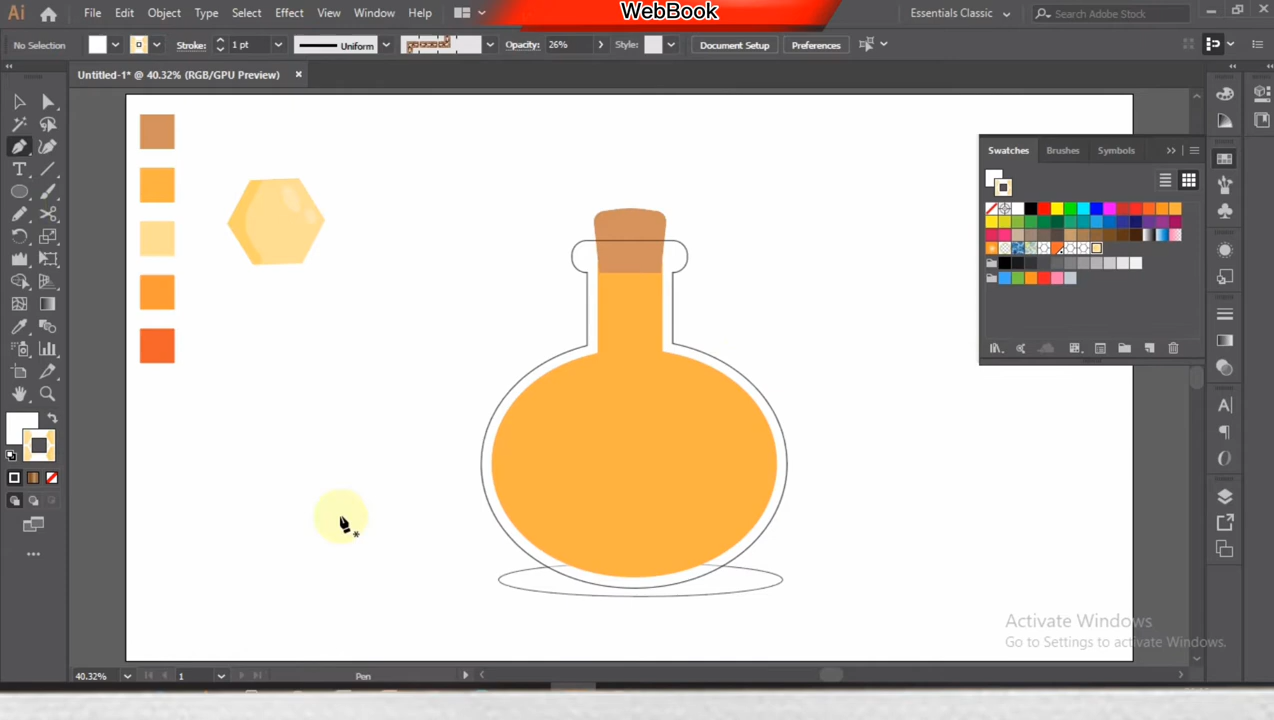 WebBook
Ai File Edit Object Type Select Effect View Window Help Essentials Classic Search Adobe Stock
No Selection Stroke: 1 pt Uniform Opacity: 26% Style: Document Setup Preferences
Untitled-1* @ 40.32% (RGB/GPU Preview)
Swatches Brushes Symbols
Activate Windows
Go to Settings to activate Windows.
40.32% 1 Pen